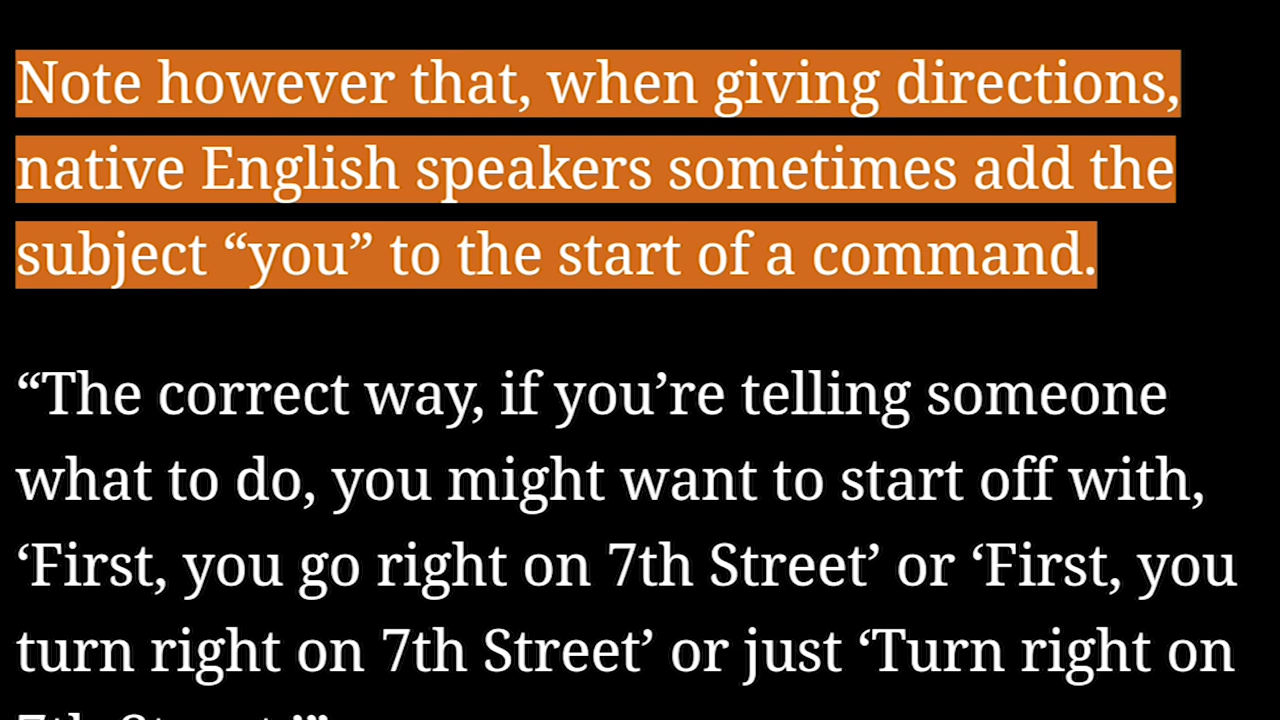 Note however that, when giving directions,
native English speakers sometimes add the
subject “you” to the start of a command.
“The correct way, if you’re telling someone
what to do, you might want to start off with,
‘First, you go right on 7th Street’ or ‘First, you
turn right on 7th Street’ or just ‘Turn right on
7th Street.’”